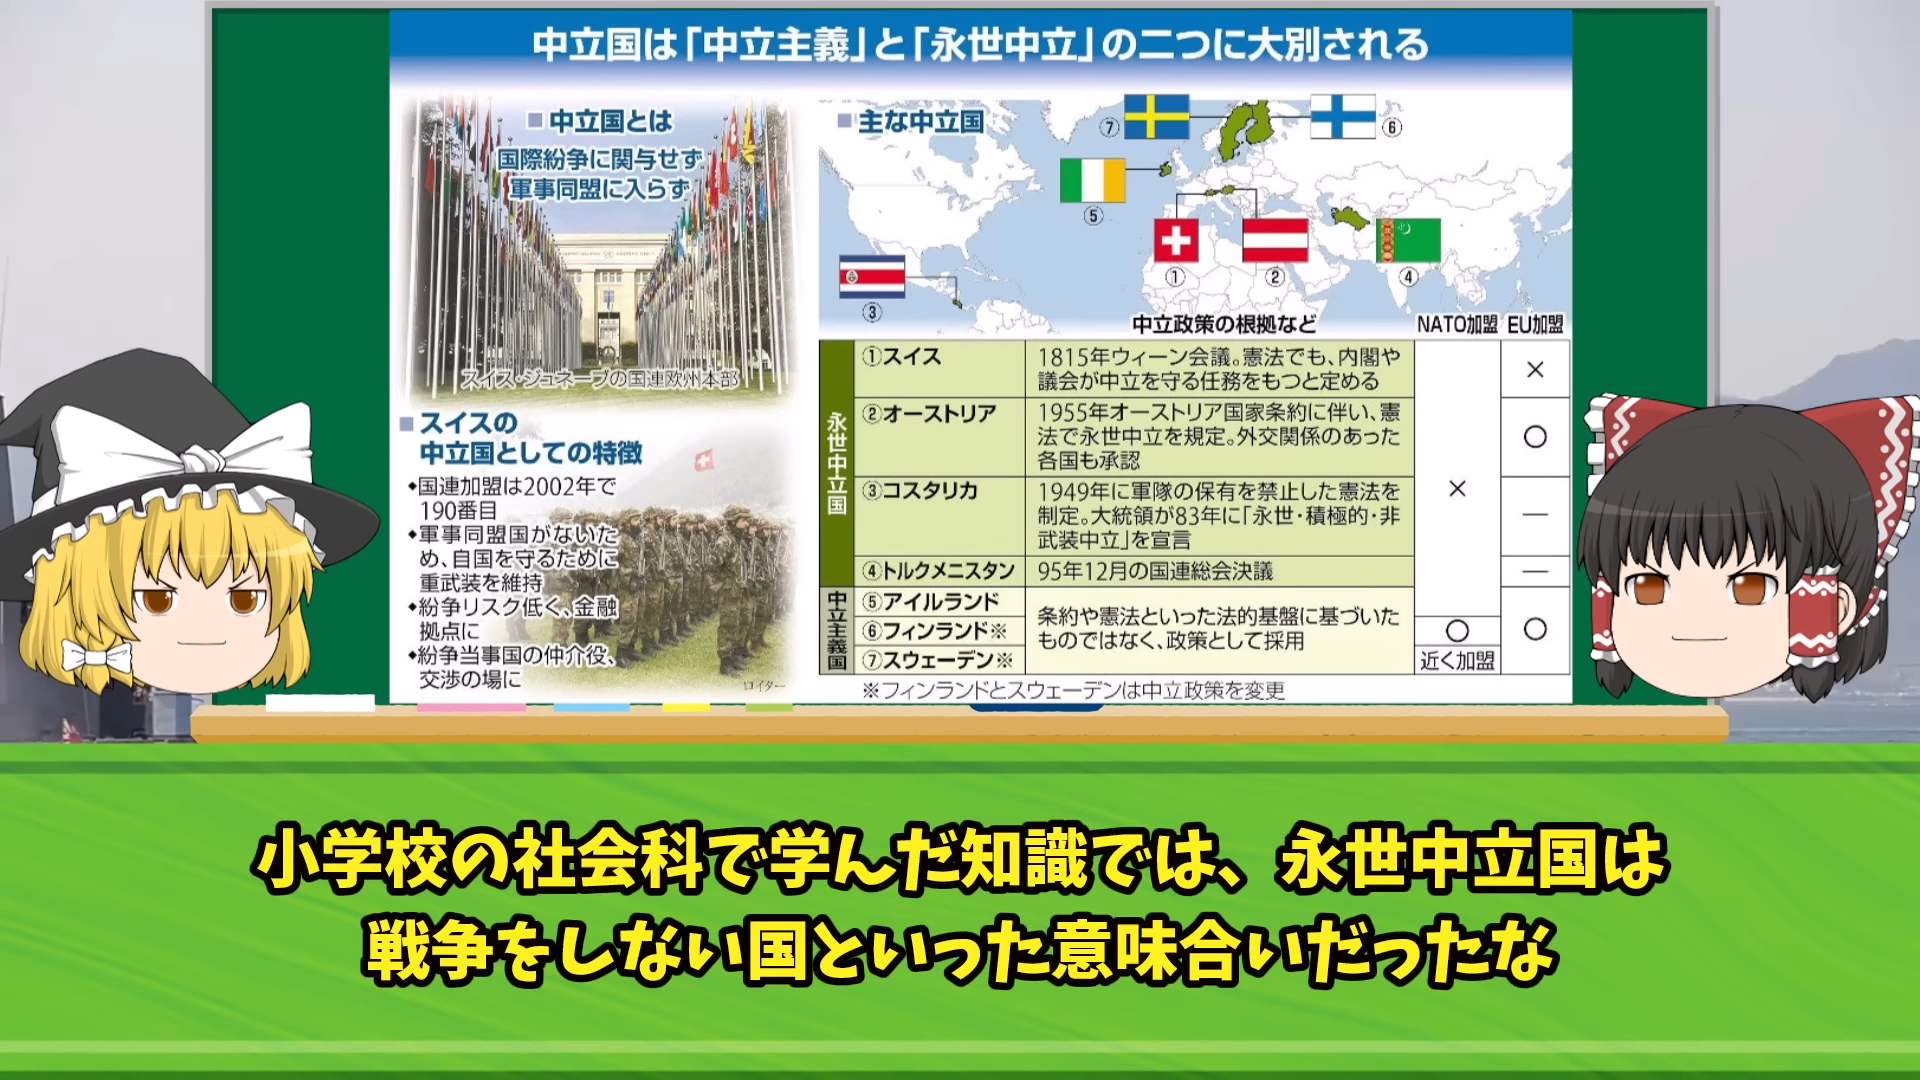 中立国は「中立主義」と「永世中立」の二つに大別される
■中立国とは
国際紛争に関与せず
軍事同盟に入らず
スイス・ジュネーブの国連欧州本部
■スイスの
中立国としての特徴
◆国連加盟は2002年で
190番目
◆軍事同盟国がないた
め、自国を守るために
重武装を維持
◆紛争リスク低く、金融
拠点に
◆紛争当事国の仲介役、
交渉の場に
ロイター
■主な中立国
⑦
⑥
⑤
①
②
④
③
中立政策の根拠など
NATO加盟
EU加盟
永世中立国
①スイス
1815年ウィーン会議。憲法でも、内閣や
議会が中立を守る任務をもつと定める
×
②オーストリア
1955年オーストリア国家条約に伴い、憲
法で永世中立を規定。外交関係のあった
各国も承認
○
③コスタリカ
1949年に軍隊の保有を禁止した憲法を
制定。大統領が83年に「永世・積極的・非
武装中立」を宣言
×
—
④トルクメニスタン
95年12月の国連総会決議
—
中立主義国
⑤アイルランド
⑥フィンランド※
⑦スウェーデン※
条約や憲法といった法的基盤に基づいた
ものではなく、政策として採用
○
近く加盟
○
※フィンランドとスウェーデンは中立政策を変更
小学校の社会科で学んだ知識では、永世中立国は
戦争をしない国といった意味合いだったな